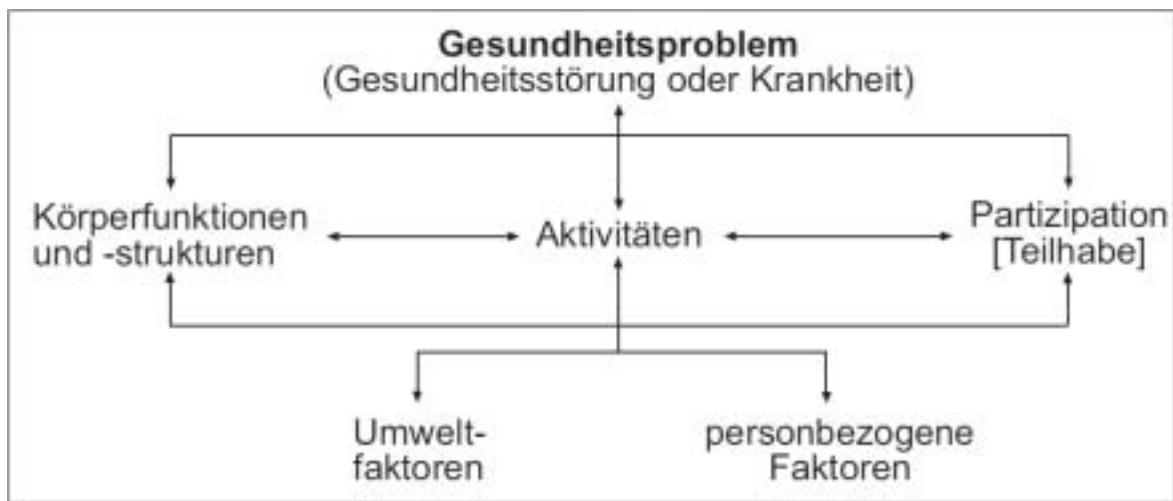 Gesundheitsproblem
(Gesundheitsstörung oder Krankheit)
Körperfunktionen
und -strukturen
Aktivitäten
Partizipation
[Teilhabe]
Umwelt-
faktoren
personbezogene
Faktoren